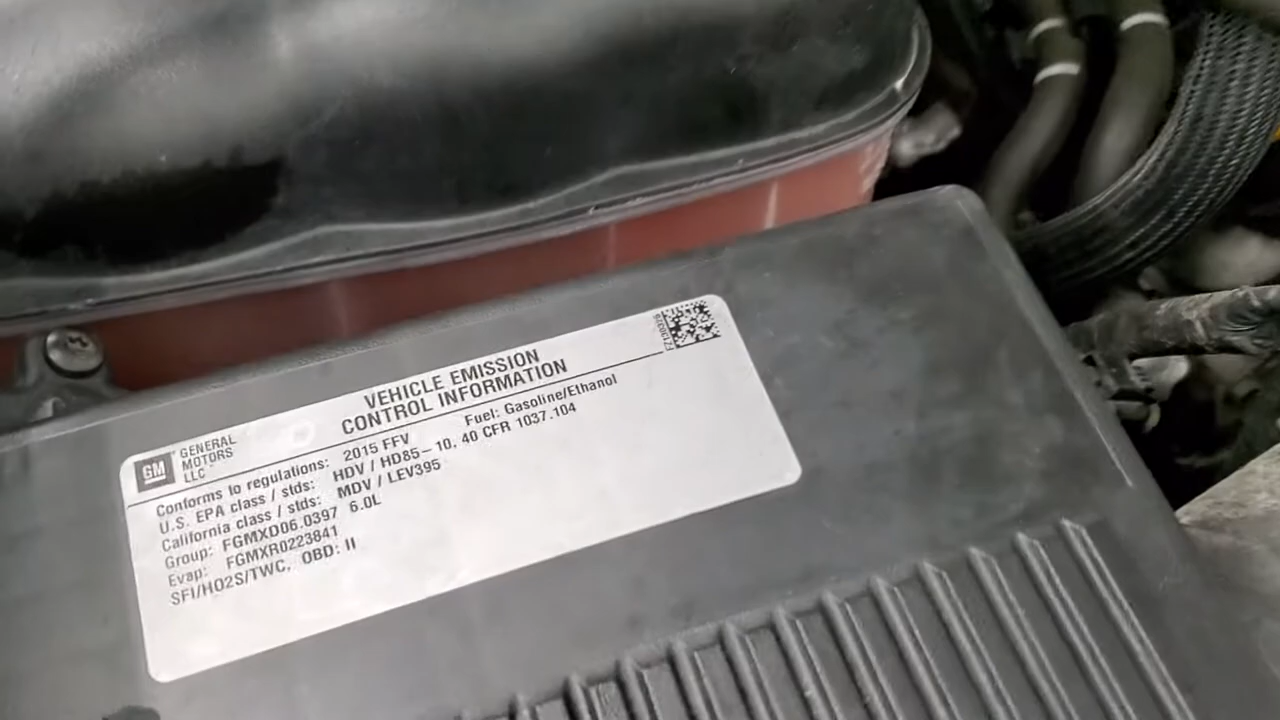 VEHICLE EMISSION
CONTROL INFORMATION
GM
GENERAL
MOTORS
LLC
Conforms to regulations: 2015 FFV Fuel: Gasoline/Ethanol
U.S. EPA class / stds: HDV / HD85-10. 40 CFR 1037.104
California class / stds: MDV / LEV395
Group: FGMXD06.0397 6.0L
Evap: FGMXR0223841
SFI/HO2S/TWC, OBD: II